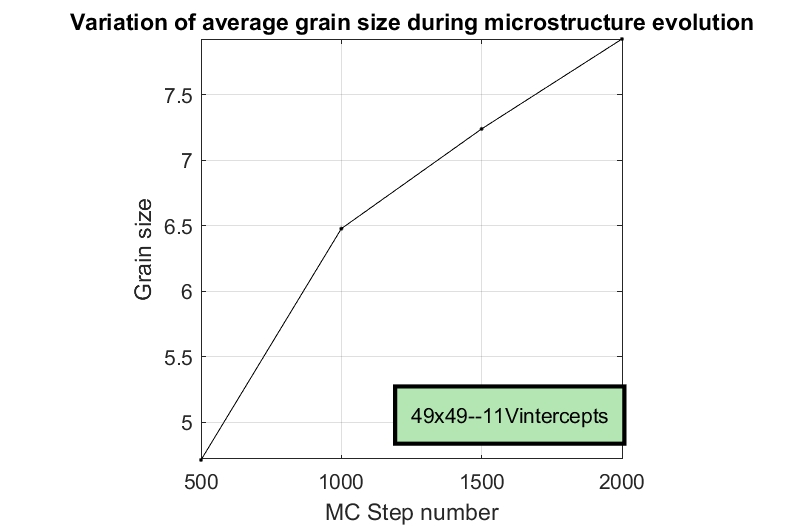 Variation of average grain size during microstructure evolution
7.5
7
6.5
6
5.5
5
Grain size
49x49--11Vintercepts
500 1000 1500 2000
MC Step number